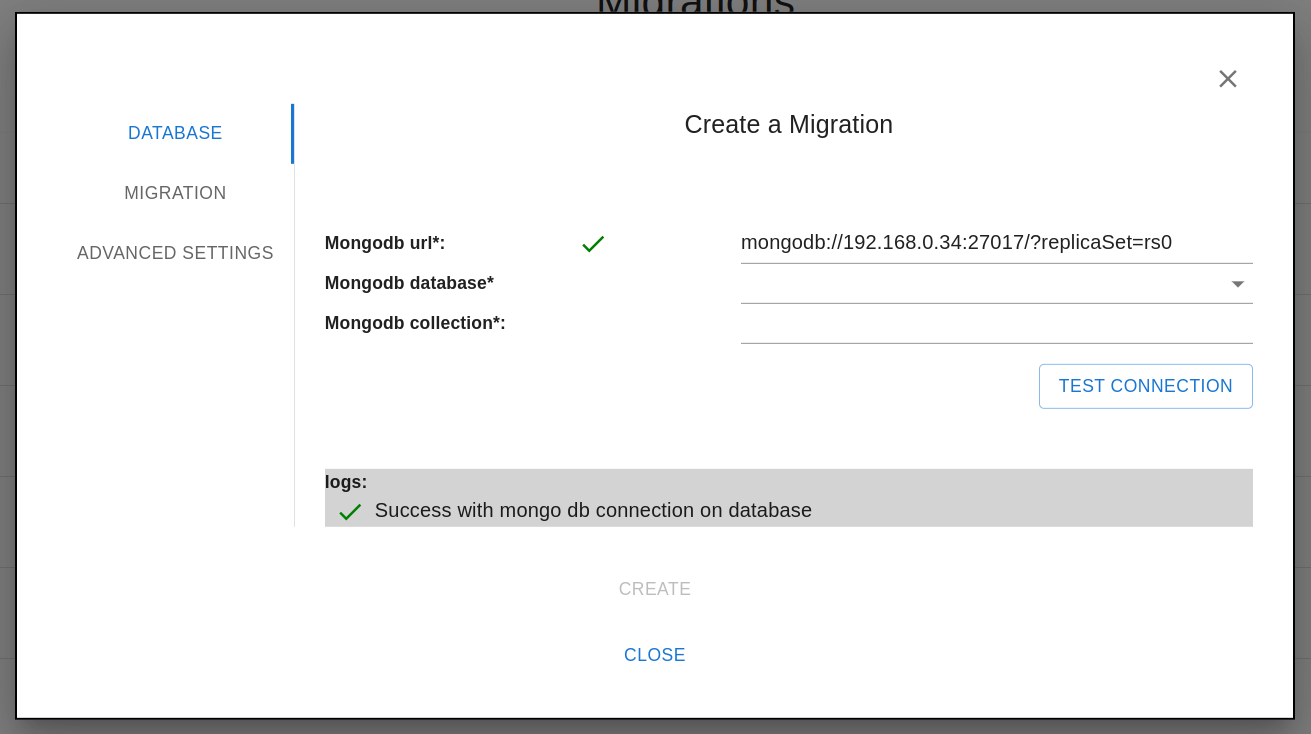 Migrations
DATABASE
MIGRATION
ADVANCED SETTINGS
Create a Migration
Mongodb url*:
mongodb://192.168.0.34:27017/?replicaSet=rs0
Mongodb database*
Mongodb collection*:
TEST CONNECTION
logs:
Success with mongo db connection on database
CREATE
CLOSE